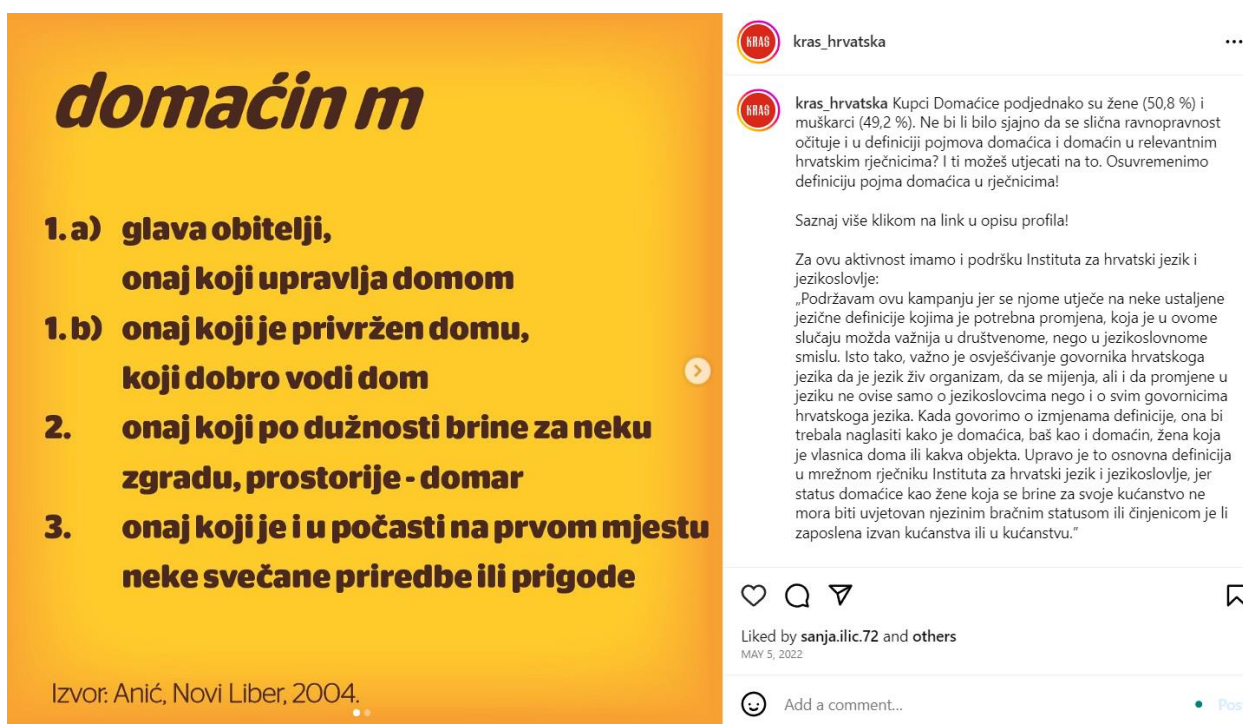 domaćin m
1. a) glava obitelji,
onaj koji upravlja domom
1. b) onaj koji je privržen domu,
koji dobro vodi dom
2. onaj koji po dužnosti brine za neku
zgradu, prostorije - domar
3. onaj koji je i u počasti na prvom mjestu
neke svečane priredbe ili prigode
Izvor: Anić, Novi Liber, 2004.
KRAŠ
kras_hrvatska
KRAŠ
kras_hrvatska Kupci Domaćice podjednako su žene (50,8 %) i
muškarci (49,2 %). Ne bi li bilo sjajno da se slična ravnopravnost
očituje i u definiciji pojmova domaćica i domaćin u relevantnim
hrvatskim rječnicima? I ti možeš utjecati na to. Osuvremenimo
definiciju pojma domaćica u rječnicima!
Saznaj više klikom na link u opisu profila!
Za ovu aktivnost imamo i podršku Instituta za hrvatski jezik i
jezikoslovlje:
„Podržavam ovu kampanju jer se njome utječe na neke ustaljene
jezične definicije kojima je potrebna promjena, koja je u ovome
slučaju možda važnija u društvenome, nego u jezikoslovnome
smislu. Isto tako, važno je osvješćivanje govornika hrvatskoga
jezika da je jezik živ organizam, da se mijenja, ali i da promjene u
jeziku ne ovise samo o jezikoslovcima nego i o svim govornicima
hrvatskoga jezika. Kada govorimo o izmjenama definicije, ona bi
trebala naglasiti kako je domaćica, baš kao i domaćin, žena koja
je vlasnica doma ili kakva objekta. Upravo je to osnovna definicija
u mrežnom rječniku Instituta za hrvatski jezik i jezikoslovlje, jer
status domaćice kao žene koja se brine za svoje kućanstvo ne
mora biti uvjetovan njezinim bračnim statusom ili činjenicom je li
zaposlena izvan kućanstva ili u kućanstvu.“
Liked by sanja.ilic.72 and others
MAY 5, 2022
Add a comment...
Pos